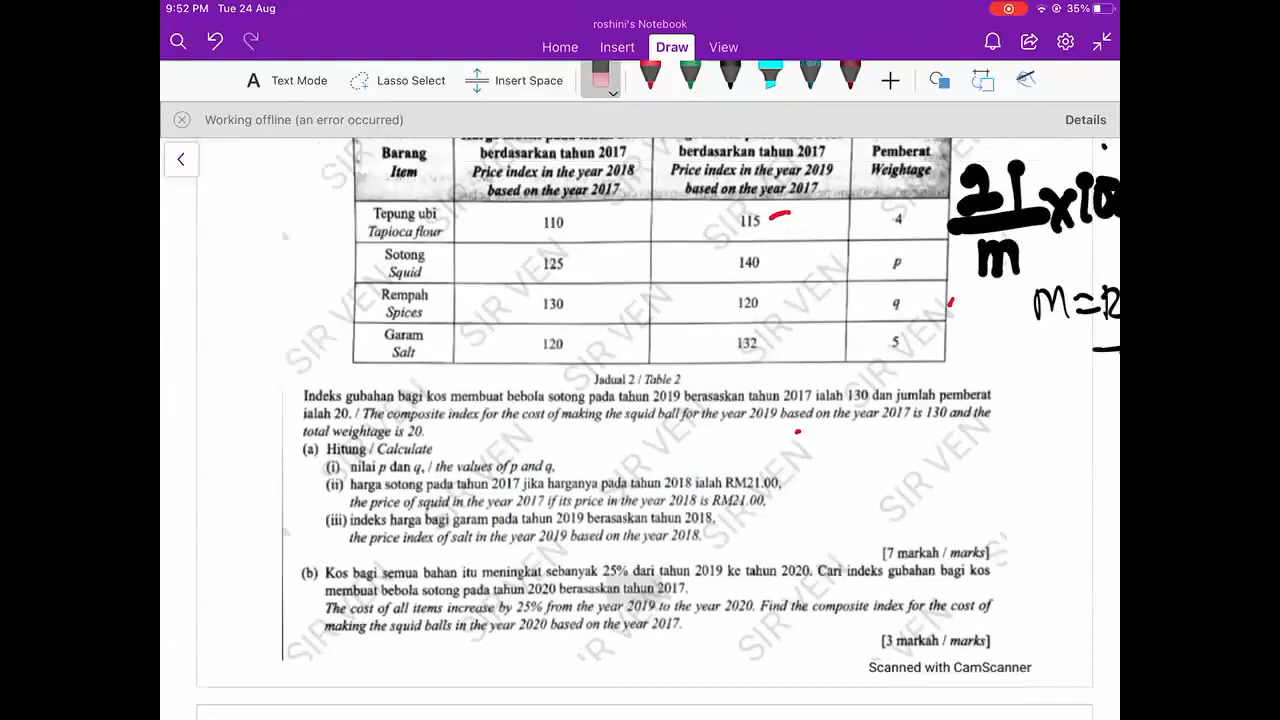 9:52 PM Tue 24 Aug
35%
roshini's Notebook
Home Insert Draw View
Text Mode Lasso Select Insert Space
Working offline (an error occurred) Details
Barang berdasarkan tahun 2017 berdasarkan tahun 2017 Pemberat
Item Price index in the year 2018 Price index in the year 2019 Weightage
based on the year 2017 based on the year 2017
Tepung ubi 110 115 4
Tapioca flour
Sotong 125 140 p
Squid
Rempah 130 120 q
Spices
Garam 120 132 5
Salt
21 x 10
m
M =
Jadual 2 / Table 2
Indeks gubahan bagi kos membuat bebola sotong pada tahun 2019 berasaskan tahun 2017 ialah 130 dan jumlah pemberat
ialah 20. / The composite index for the cost of making the squid ball for the year 2019 based on the year 2017 is 130 and the
total weightage is 20.
(a) Hitung / Calculate
(i) nilai p dan q, / the values of p and q,
(ii) harga sotong pada tahun 2017 jika harganya pada tahun 2018 ialah RM21.00,
the price of squid in the year 2017 if its price in the year 2018 is RM21.00,
(iii) indeks harga bagi garam pada tahun 2019 berasaskan tahun 2018.
the price index of salt in the year 2019 based on the year 2018.
[7 markah / marks]
(b) Kos bagi semua bahan itu meningkat sebanyak 25% dari tahun 2019 ke tahun 2020. Cari indeks gubahan bagi kos
membuat bebola sotong pada tahun 2020 berasaskan tahun 2017.
The cost of all items increase by 25% from the year 2019 to the year 2020. Find the composite index for the cost of
making the squid balls in the year 2020 based on the year 2017.
[3 markah / marks]
Scanned with CamScanner
SIR VEN